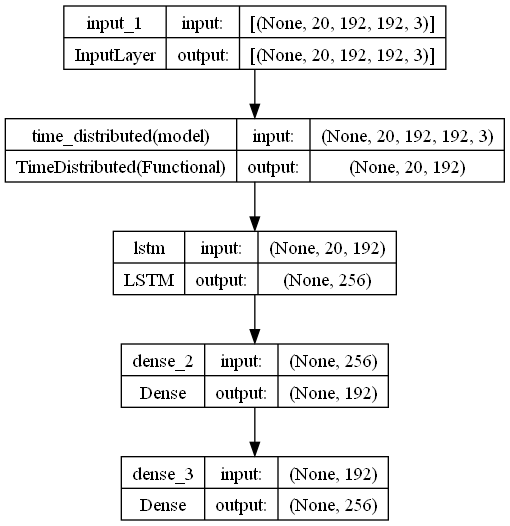 input_1 input: [(None, 20, 192, 192, 3)]
InputLayer output: [(None, 20, 192, 192, 3)]
time_distributed(model) input: (None, 20, 192, 192, 3)
TimeDistributed(Functional) output: (None, 20, 192)
lstm input: (None, 20, 192)
LSTM output: (None, 256)
dense_2 input: (None, 256)
Dense output: (None, 192)
dense_3 input: (None, 192)
Dense output: (None, 256)